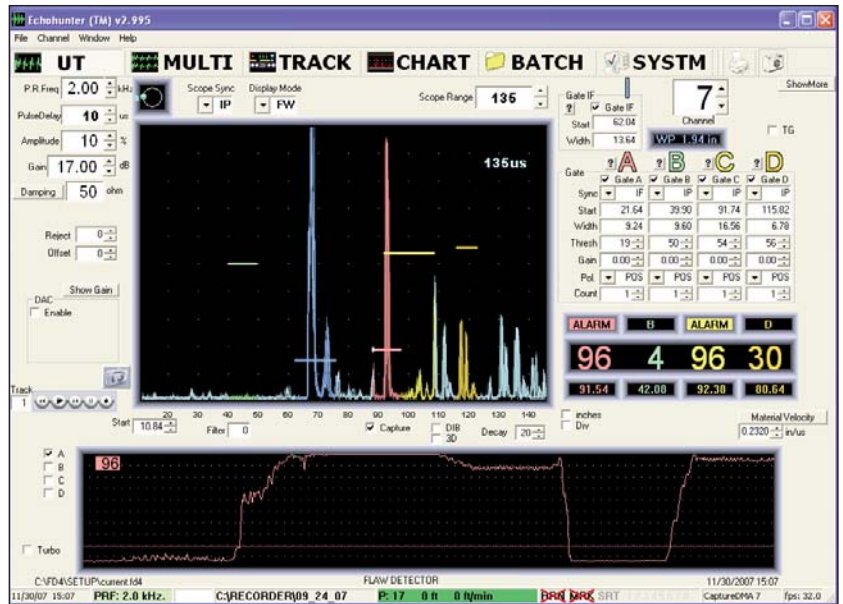 Echohunter (TM) v2.995
File Channel Window Help
UT MULTI TRACK CHART BATCH SYSTM
P.R.Freq 2.00 kHz
PulseDelay 10 us
Amplitude 10 %
Gain 17.00 dB
Damping 50 ohm
Reject 0
Offset 0
Show Gain
DAC
Enable
Track
1
Scope Sync Display Mode
IP FW
Scope Range 135
135us
20 30 40 50 60 70 80 90 100 110 120 130 140
Start 10.84
Filter 0
Capture
DIB
3D
Decay 20
ShowMore
Gate IF
? Gate IF
Start 62.04
Width 13.64
7
Channel
WP 1.94 in
TG
? A ? B ? C ? D
Gate Gate A Gate B Gate C Gate D
Sync IF IP IP IP
Start 21.64 39.90 91.74 115.82
Width 9.24 9.60 16.56 6.78
Thresh 19 50 54 56
Gain 0.00 0.00 0.00 0.00
Pol. POS POS POS POS
Count 1 1 1 1
ALARM B ALARM D
96 4 96 30
91.54 42.08 92.38 80.64
inches
Div
Material Velocity
0.2320 in/us
A
B
C
D
96
Turbo
C:\FD4\SETUP\current.fd4 FLAW DETECTOR 11/30/2007 15:07
11/30/07 15:07 PRF: 2.0 kHz. C:\RECORDER\09_24_07 P: 17 0 ft 0 ft/min SRT CaptureDMA 7 fps: 32.0